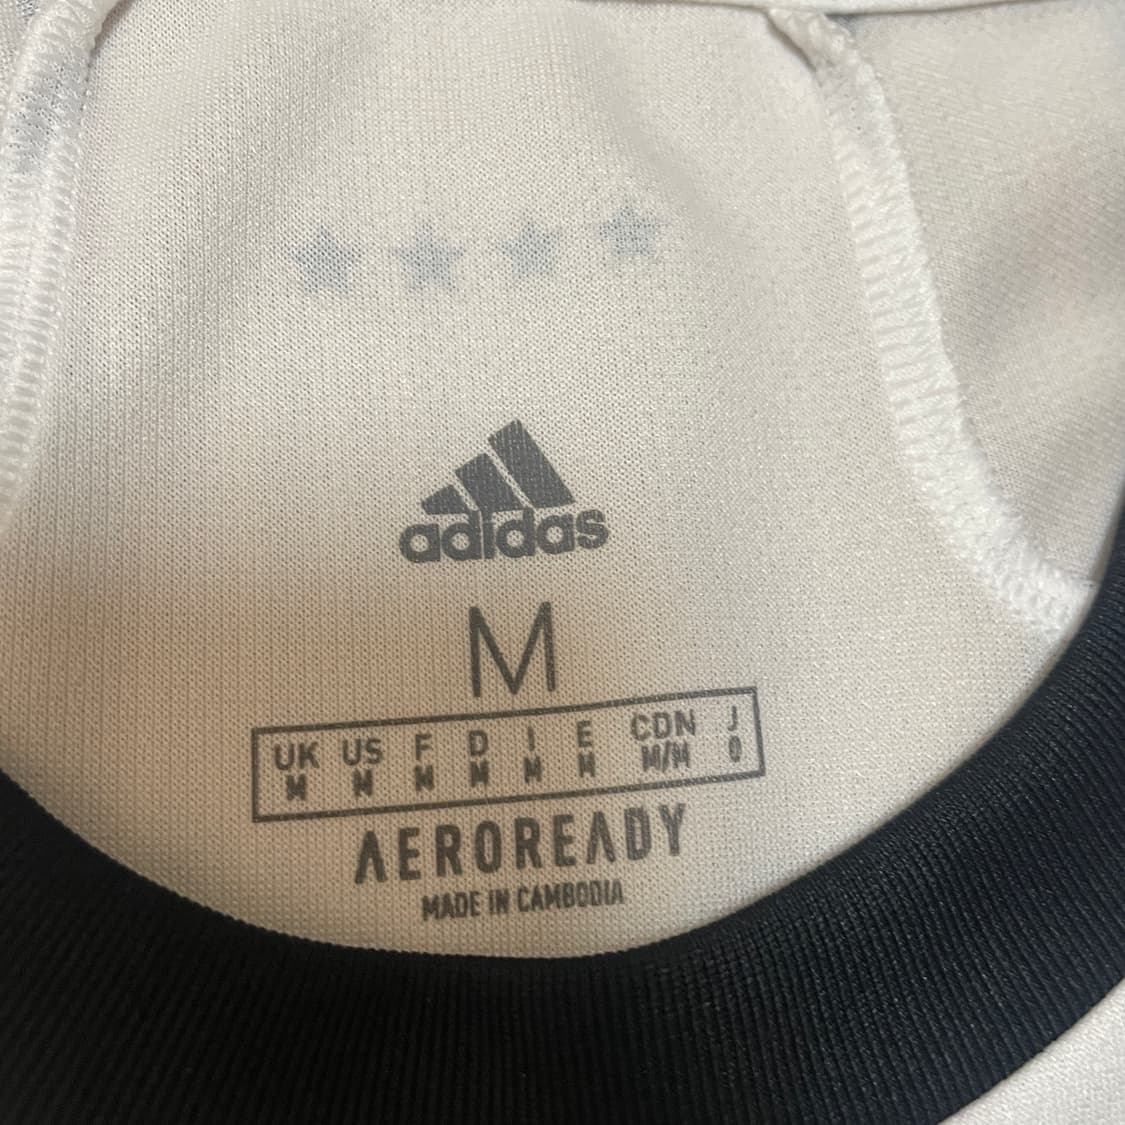 adidas
M
UK US F D I E CDN J
M M M M M M M/M O
AEROREADY
MADE IN CAMBODIA